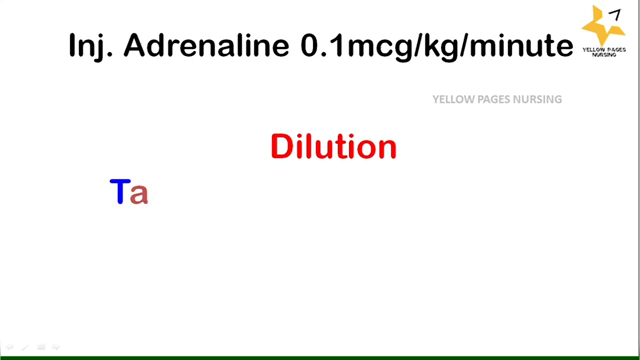 Inj. Adrenaline 0.1mcg/kg/minute
YELLOW PAGES
NURSING
YELLOW PAGES NURSING
Dilution
Ta